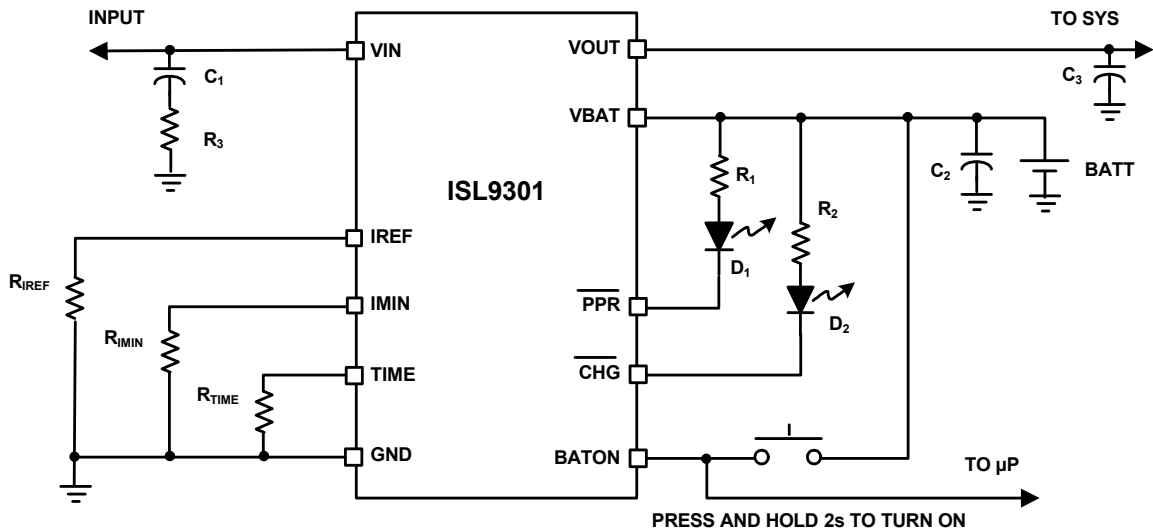 INPUT
TO SYS
VIN
VOUT
C1
C3
R3
VBAT
R1
C2
BATT
ISL9301
R2
IREF
D1
RIREF
IMIN
PPR
D2
RIMIN
TIME
CHG
RTIME
GND
BATON
TO µP
PRESS AND HOLD 2s TO TURN ON